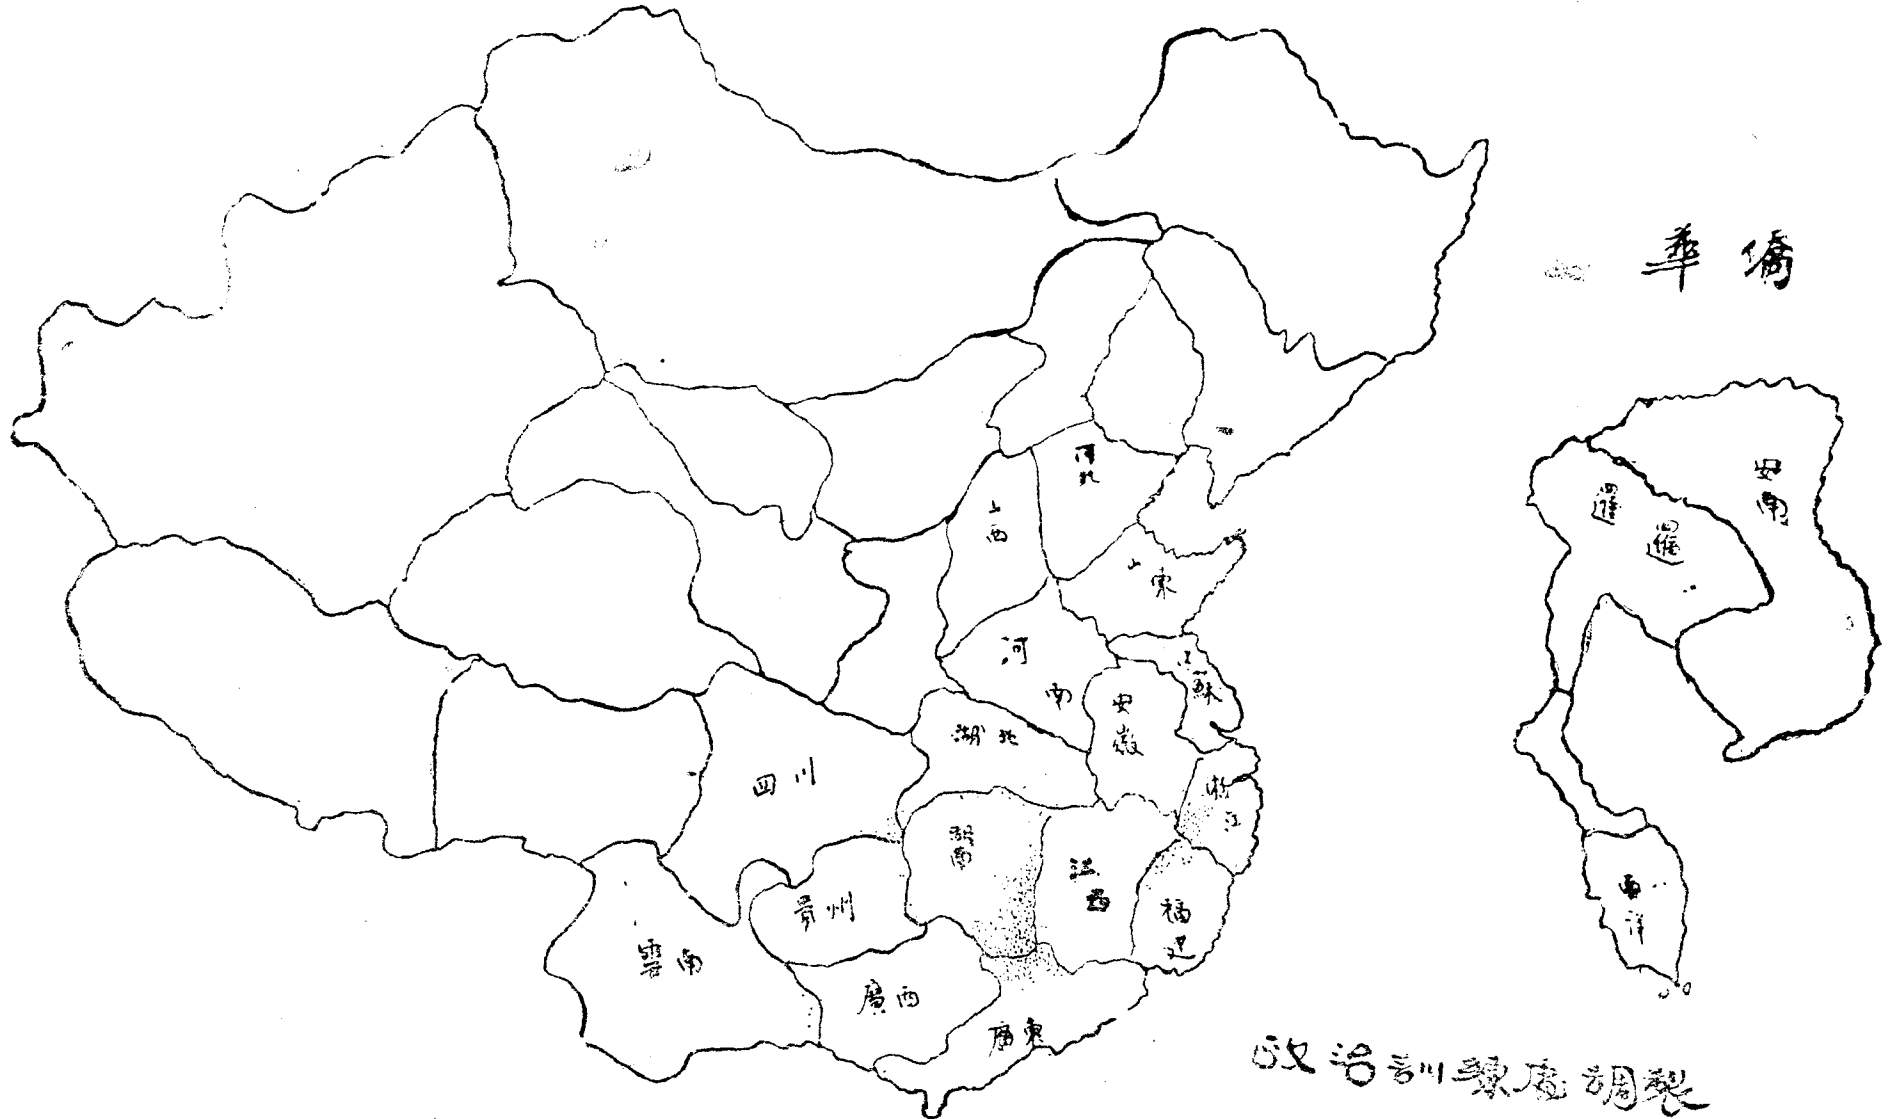 華僑
河北
山西
山東
河南
江蘇
安徽
湖北
四川
浙江
湖南
江西
貴州
福建
雲南
廣西
廣東
安南
暹羅
南洋
政治訓練處調製